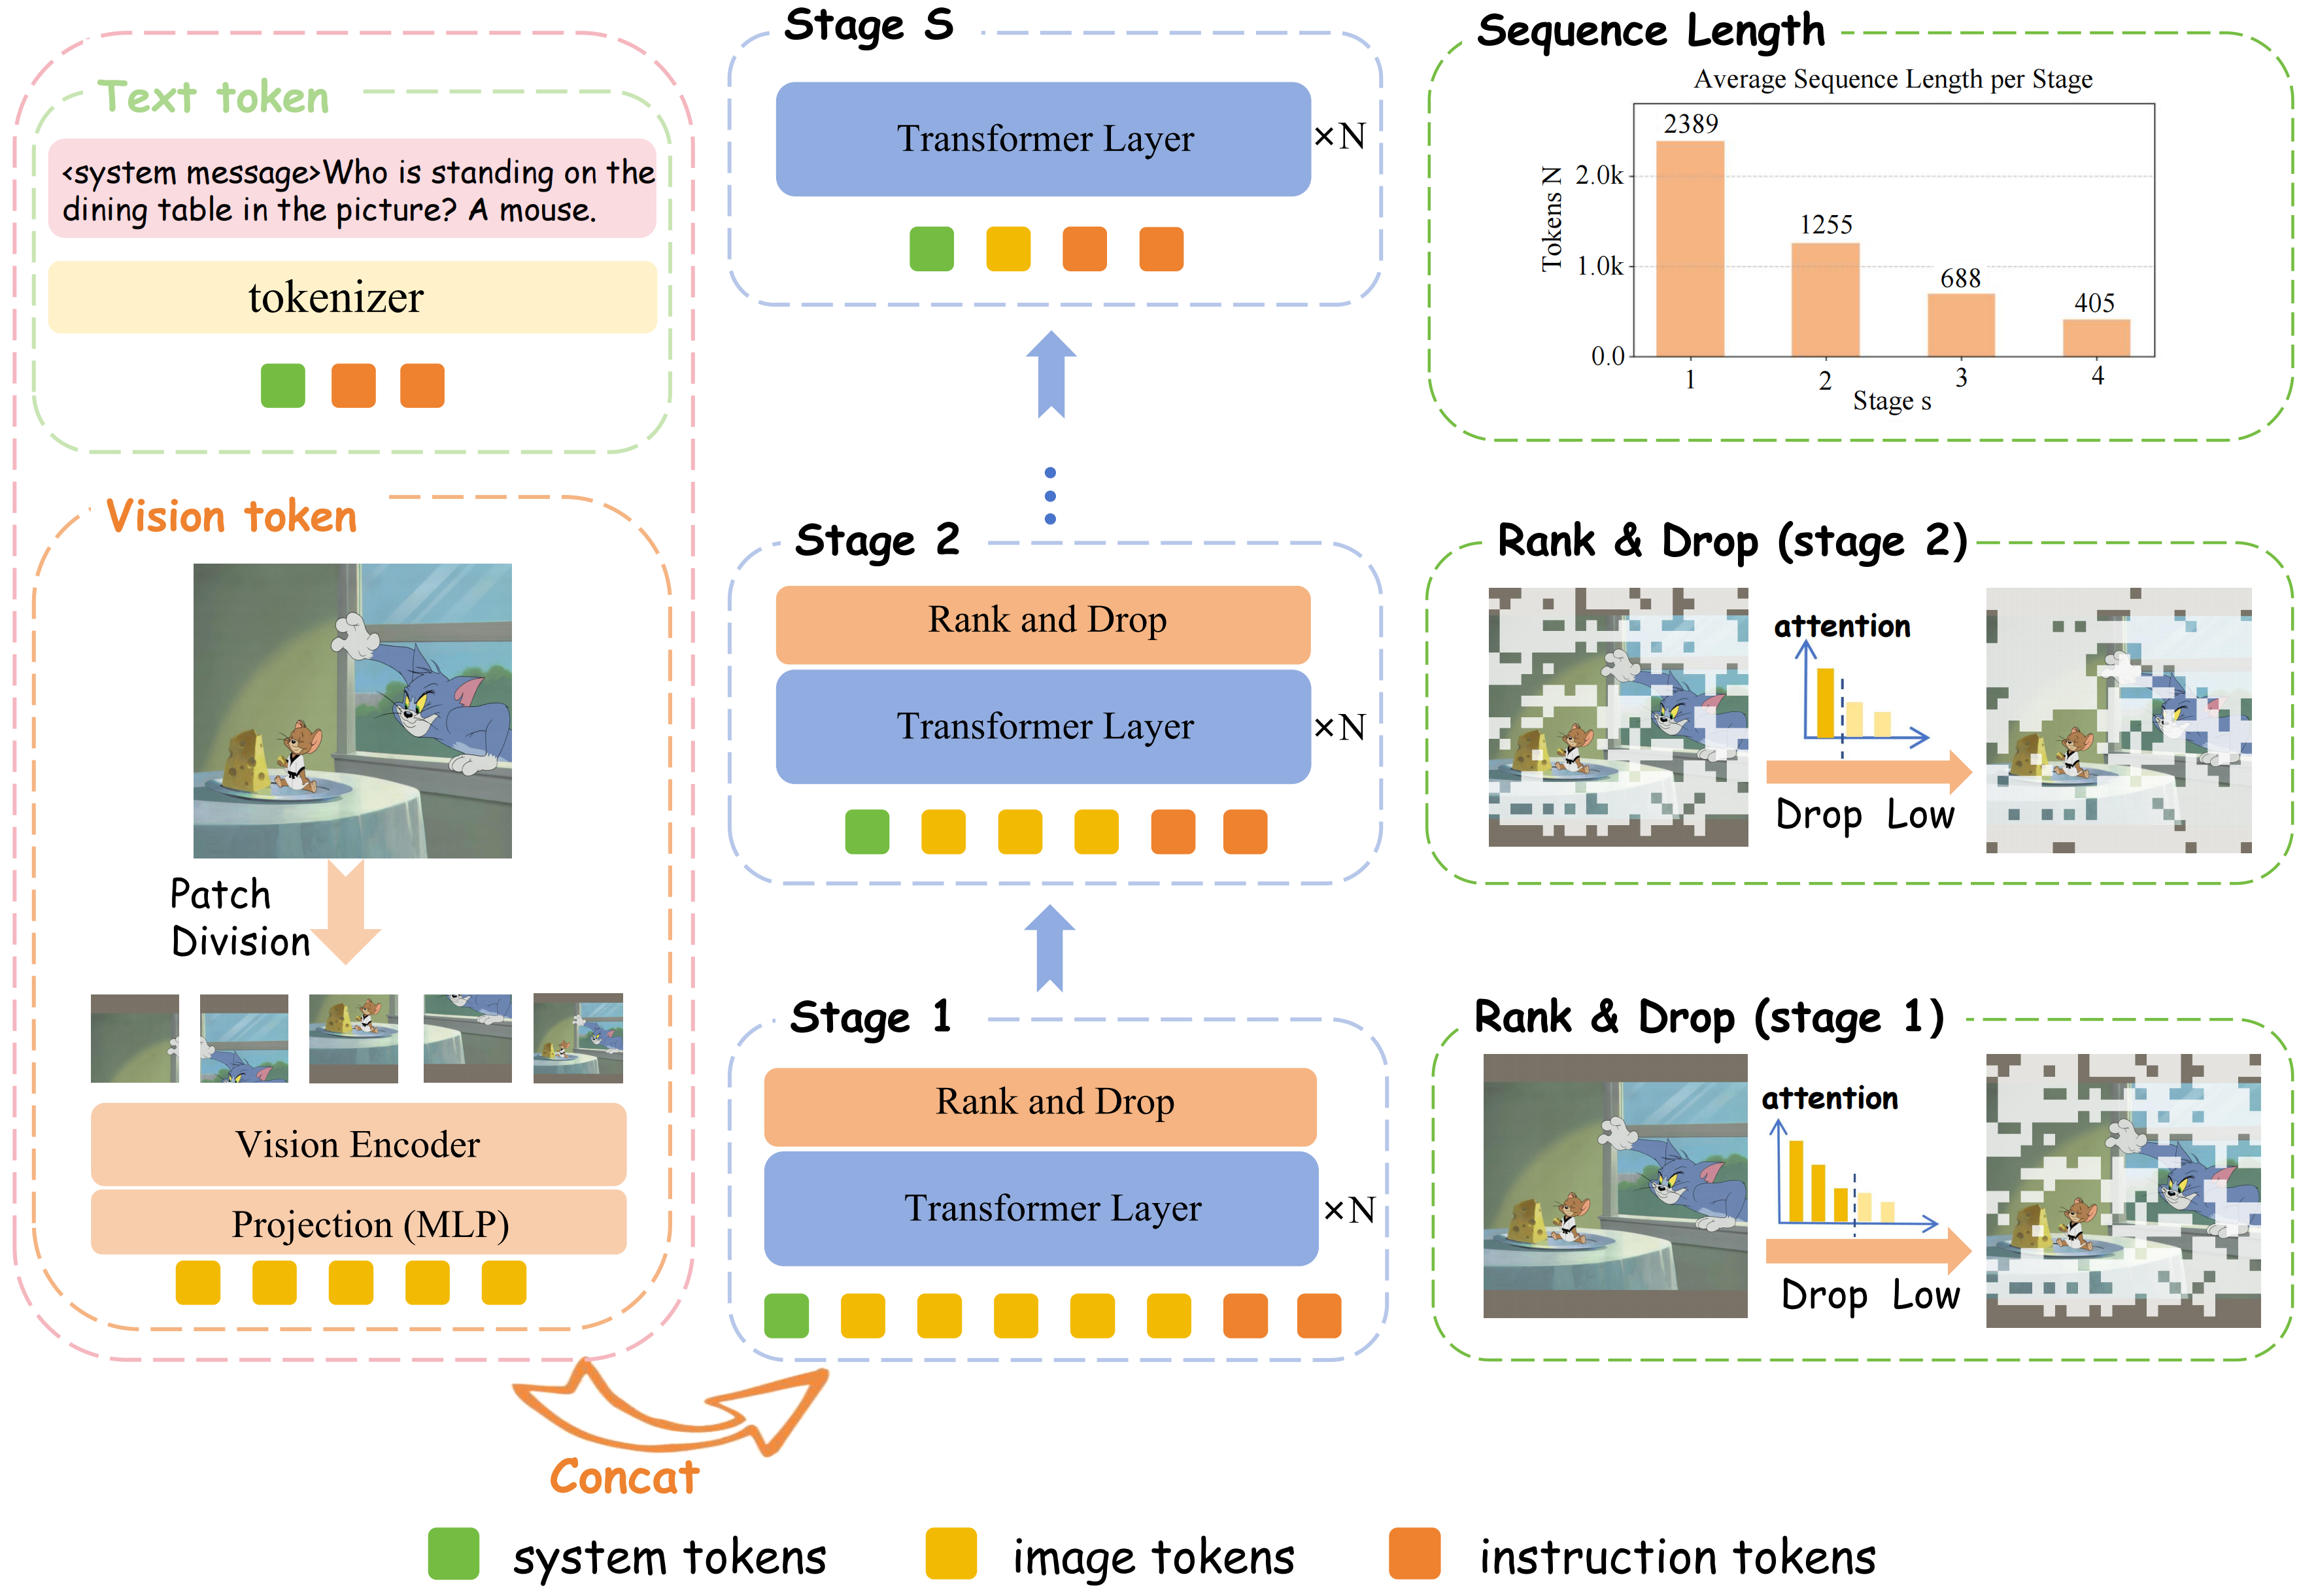 Text token
<system message>Who is standing on the
dining table in the picture? A mouse.
tokenizer
Vision token
Patch
Division
Vision Encoder
Projection (MLP)
Concat
Stage S
Transformer Layer
×N
Stage 2
Rank and Drop
Transformer Layer
×N
Stage 1
Rank and Drop
Transformer Layer
×N
Sequence Length
Average Sequence Length per Stage
Tokens N
2.0k
1.0k
0.0
2389
1255
688
405
1
2
3
4
Stage s
Rank & Drop (stage 2)
attention
Drop Low
Rank & Drop (stage 1)
attention
Drop Low
system tokens
image tokens
instruction tokens